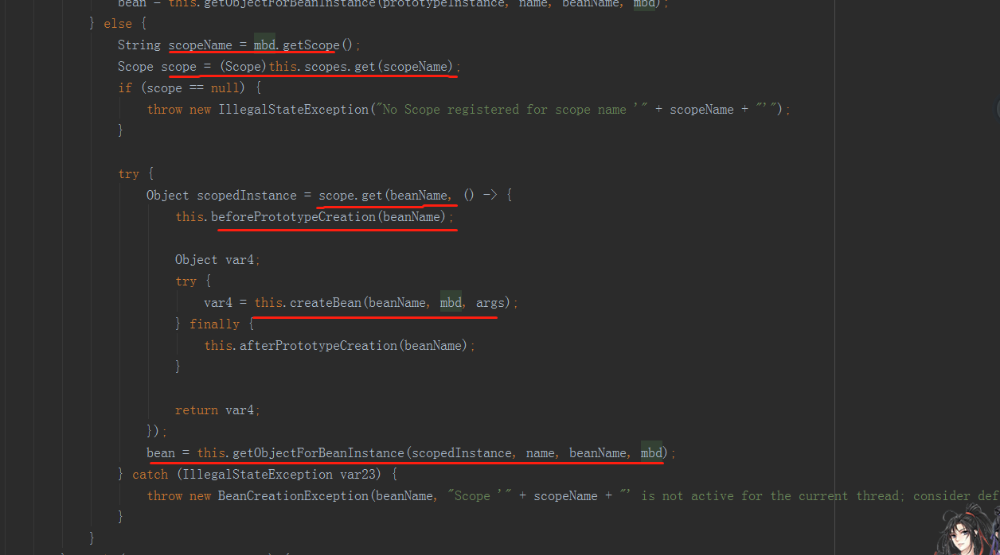 bean = this.getObjectForBeanInstance(prototypeInstance, name, beanName, mbd);
} else {
String scopeName = mbd.getScope();
Scope scope = (Scope)this.scopes.get(scopeName);
if (scope == null) {
throw new IllegalStateException("No Scope registered for scope name '" + scopeName + "'");
}
try {
Object scopedInstance = scope.get(beanName, () -> {
this.beforePrototypeCreation(beanName);
Object var4;
try {
var4 = this.createBean(beanName, mbd, args);
} finally {
this.afterPrototypeCreation(beanName);
}
return var4;
});
bean = this.getObjectForBeanInstance(scopedInstance, name, beanName, mbd);
} catch (IllegalStateException var23) {
throw new BeanCreationException(beanName, "Scope '" + scopeName + "' is not active for the current thread; consider def
}
}